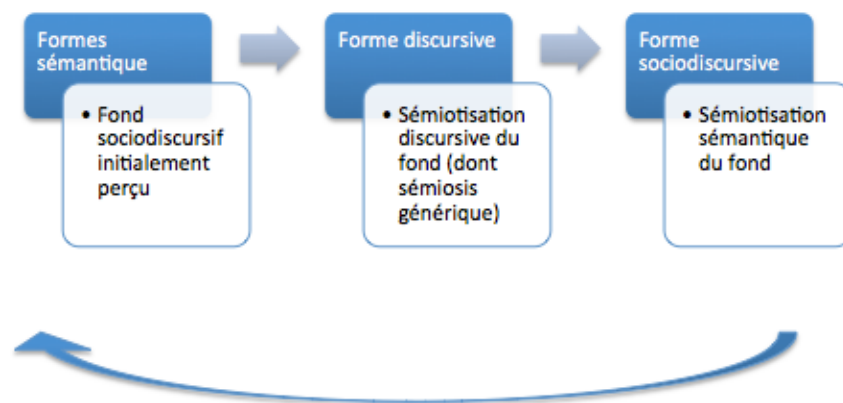 Formes
sémantique
• Fond
sociodiscursif
initialement
perçu
Forme discursive
• Sémiotisation
discursive du
fond (dont
sémiosis
générique)
Forme
sociodiscursive
• Sémiotisation
sémantique
du fond